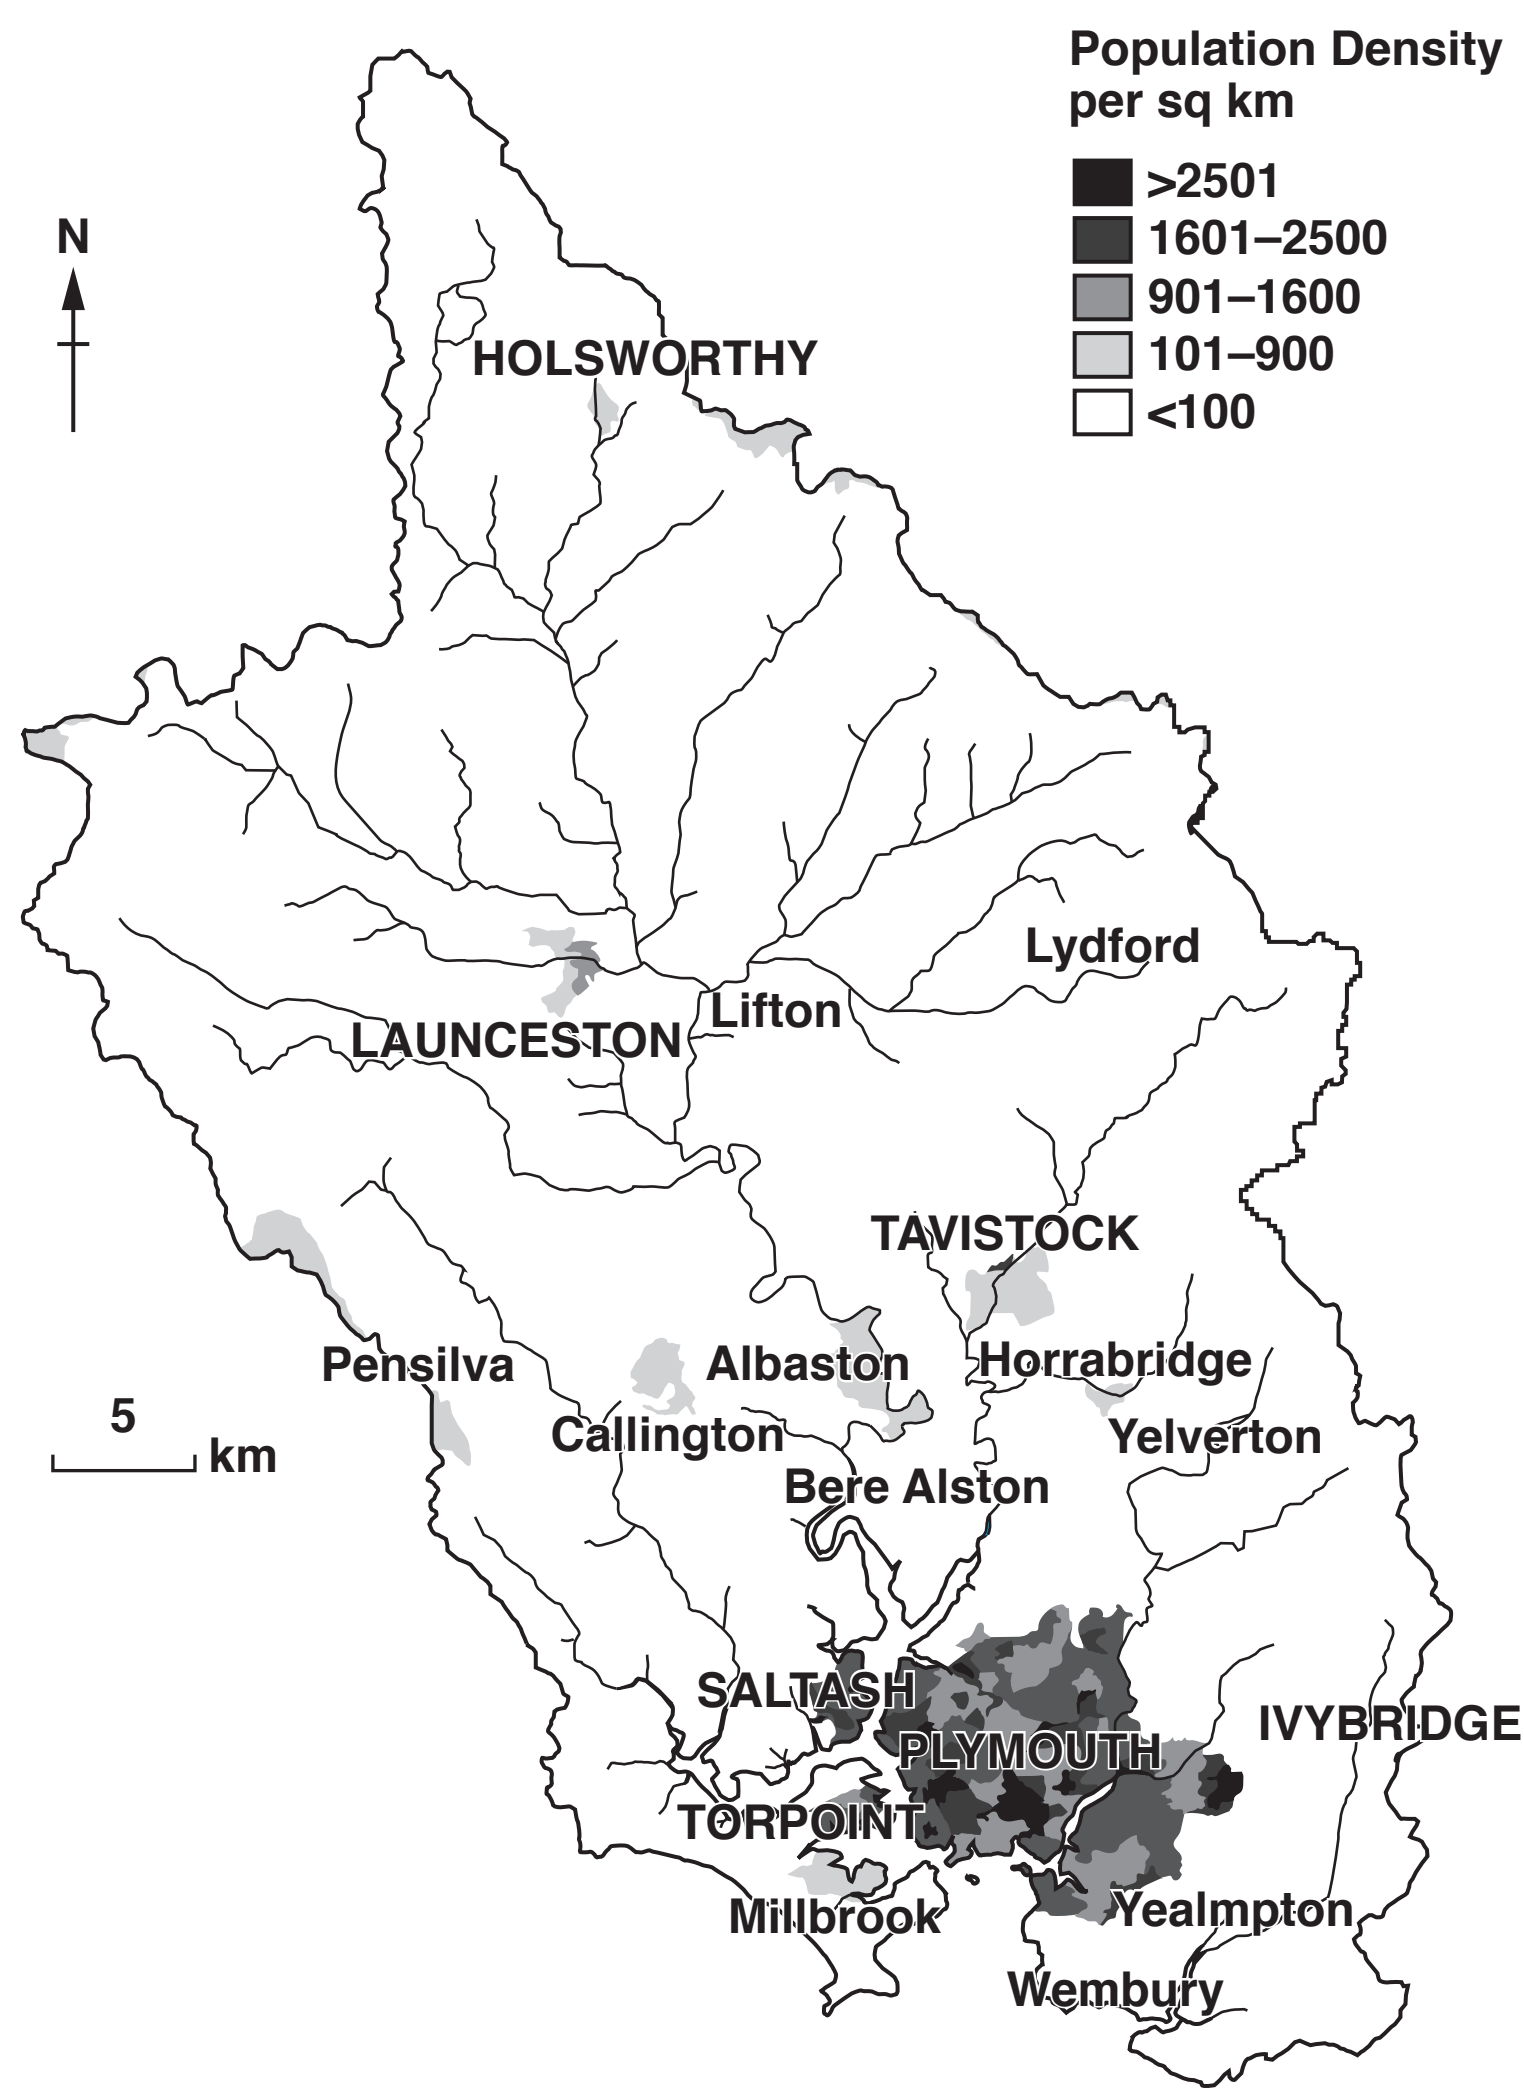 Population Density
per sq km
>2501
1601–2500
901–1600
101–900
<100
N
HOLSWORTHY
Lydford
Lifton
LAUNCESTON
TAVISTOCK
Pensilva
Albaston
Horrabridge
5
km
Callington
Yelverton
Bere Alston
SALTASH
IVYBRIDGE
PLYMOUTH
TORPOINT
Millbrook
Yealmpton
Wembury